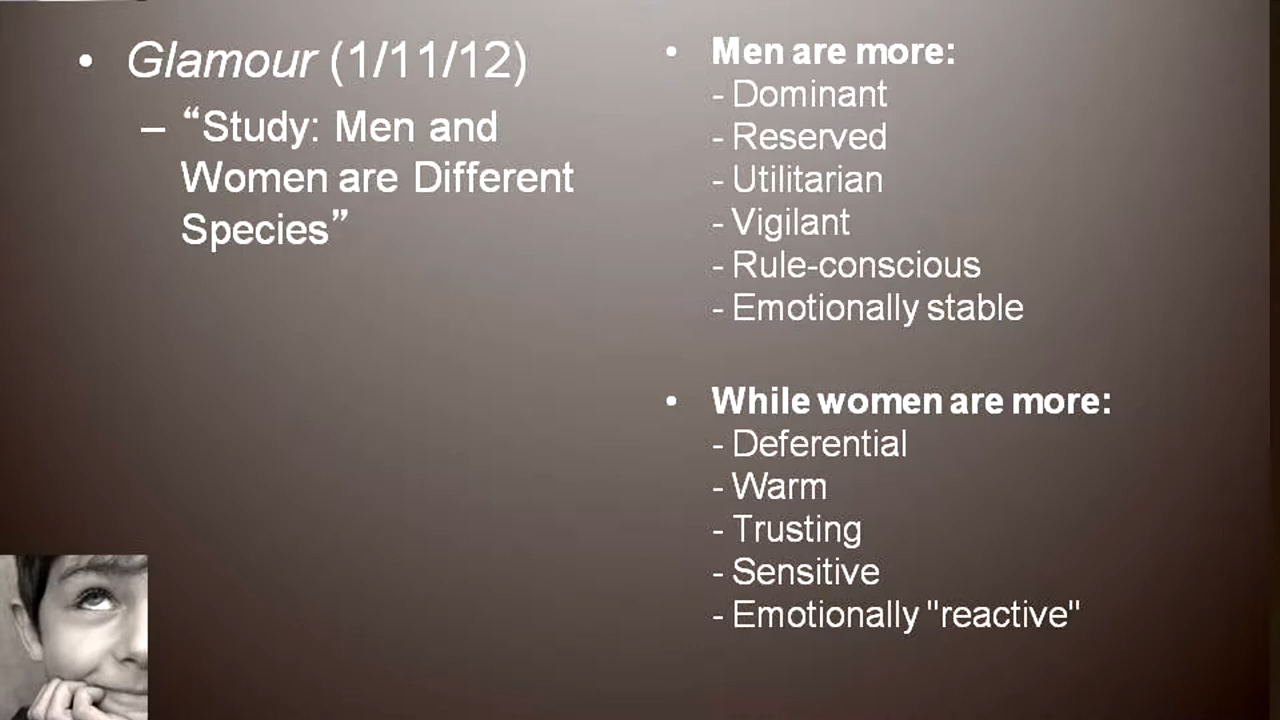 • Glamour (1/11/12)
– “Study: Men and
Women are Different
Species”
• Men are more:
- Dominant
- Reserved
- Utilitarian
- Vigilant
- Rule-conscious
- Emotionally stable
• While women are more:
- Deferential
- Warm
- Trusting
- Sensitive
- Emotionally "reactive"